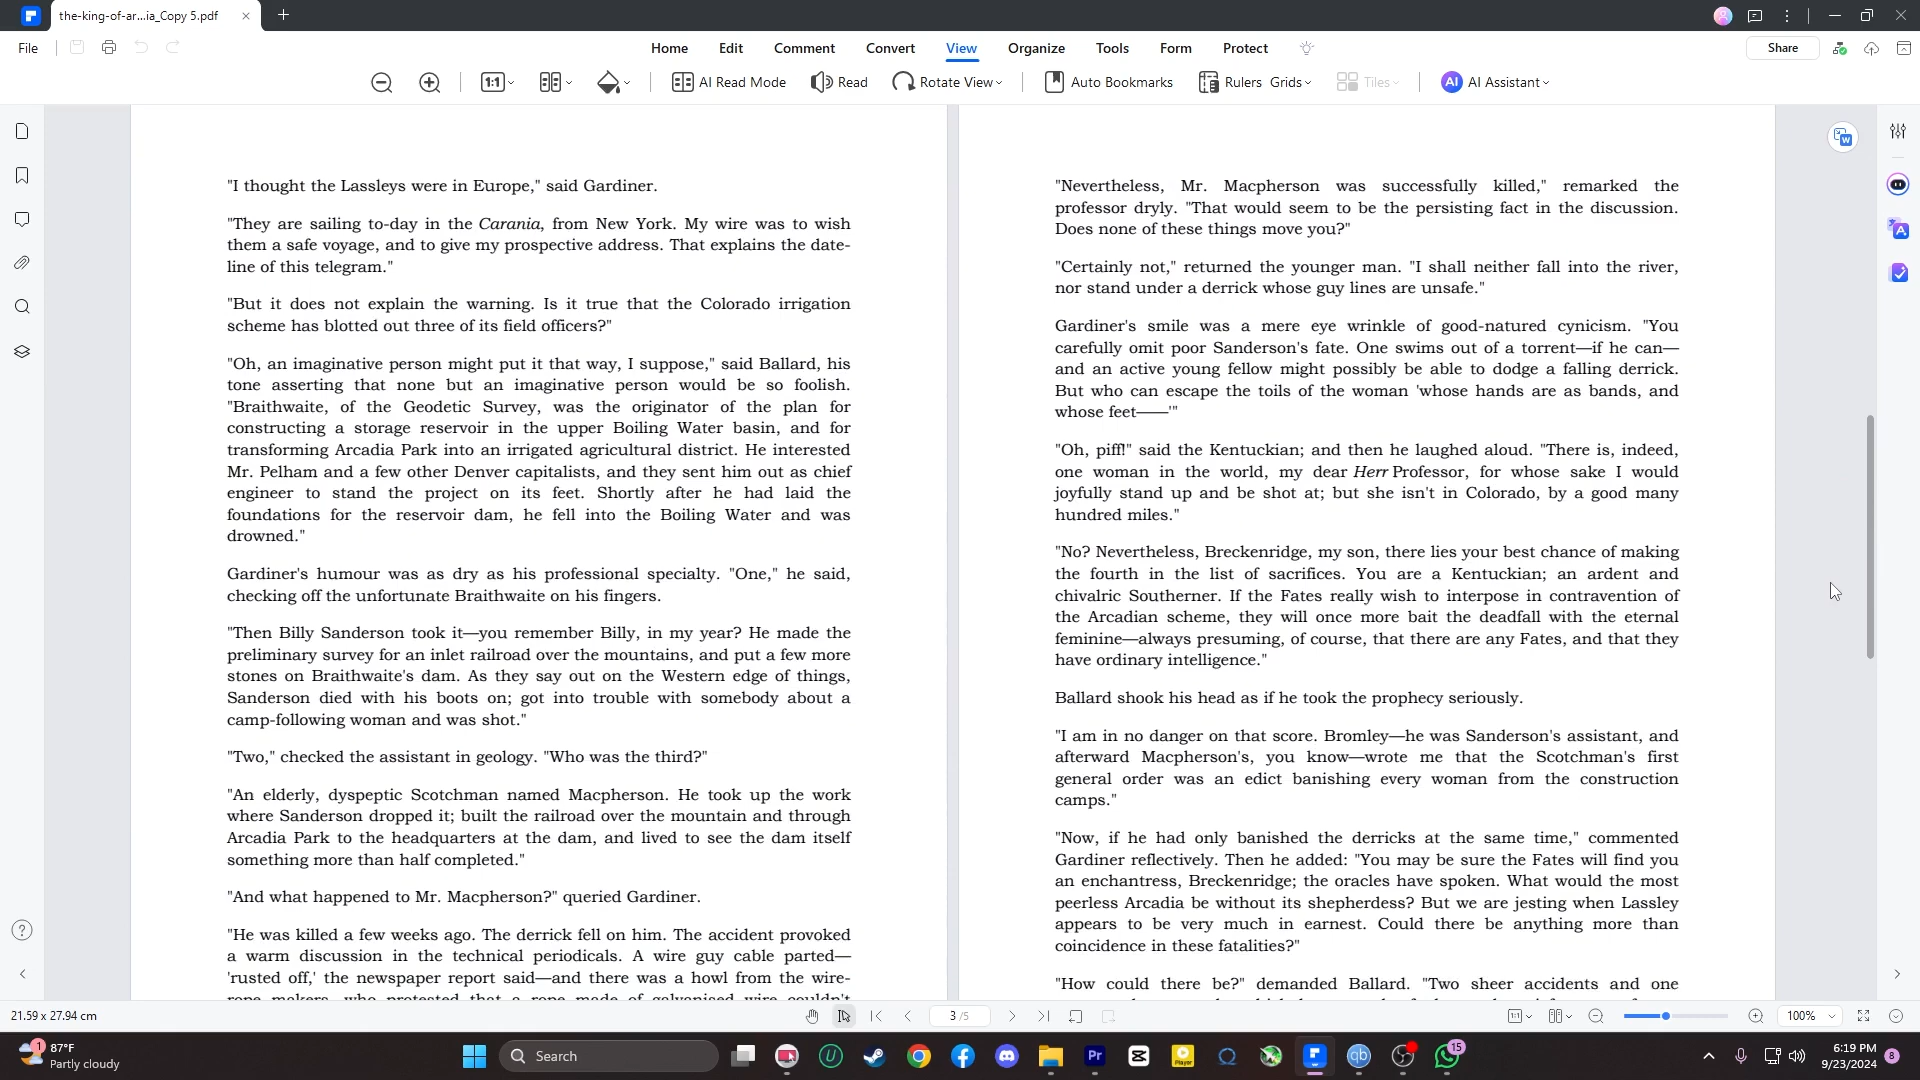 the-king-of-ar...ia_Copy 5.pdf
File
Home
Edit
Comment
Convert
View
Organize
Tools
Form
Protect
Share
1:1
AI Read Mode
Read
Rotate View
Auto Bookmarks
Rulers
Grids
Tiles
AI
AI Assistant
"I thought the Lassleys were in Europe," said Gardiner.
"They are sailing to-day in the Carania, from New York. My wire was to wish
them a safe voyage, and to give my prospective address. That explains the date-
line of this telegram."
"But it does not explain the warning. Is it true that the Colorado irrigation
scheme has blotted out three of its field officers?"
"Oh, an imaginative person might put it that way, I suppose," said Ballard, his
tone asserting that none but an imaginative person would be so foolish.
"Braithwaite, of the Geodetic Survey, was the originator of the plan for
constructing a storage reservoir in the upper Boiling Water basin, and for
transforming Arcadia Park into an irrigated agricultural district. He interested
Mr. Pelham and a few other Denver capitalists, and they sent him out as chief
engineer to stand the project on its feet. Shortly after he had laid the
foundations for the reservoir dam, he fell into the Boiling Water and was
drowned."
Gardiner's humour was as dry as his professional specialty. "One," he said,
checking off the unfortunate Braithwaite on his fingers.
"Then Billy Sanderson took it—you remember Billy, in my year? He made the
preliminary survey for an inlet railroad over the mountains, and put a few more
stones on Braithwaite's dam. As they say out on the Western edge of things,
Sanderson died with his boots on; got into trouble with somebody about a
camp-following woman and was shot."
"Two," checked the assistant in geology. "Who was the third?"
"An elderly, dyspeptic Scotchman named Macpherson. He took up the work
where Sanderson dropped it; built the railroad over the mountain and through
Arcadia Park to the headquarters at the dam, and lived to see the dam itself
something more than half completed."
"And what happened to Mr. Macpherson?" queried Gardiner.
"He was killed a few weeks ago. The derrick fell on him. The accident provoked
a warm discussion in the technical periodicals. A wire guy cable parted—
'rusted off,' the newspaper report said—and there was a howl from the wire-
rope makers, who protested that a rope made of galvanised wire couldn't
"Nevertheless, Mr. Macpherson was successfully killed," remarked the
professor dryly. "That would seem to be the persisting fact in the discussion.
Does none of these things move you?"
"Certainly not," returned the younger man. "I shall neither fall into the river,
nor stand under a derrick whose guy lines are unsafe."
Gardiner's smile was a mere eye wrinkle of good-natured cynicism. "You
carefully omit poor Sanderson's fate. One swims out of a torrent—if he can—
and an active young fellow might possibly be able to dodge a falling derrick.
But who can escape the toils of the woman 'whose hands are as bands, and
whose feet——'"
"Oh, piff!" said the Kentuckian; and then he laughed aloud. "There is, indeed,
one woman in the world, my dear Herr Professor, for whose sake I would
joyfully stand up and be shot at; but she isn't in Colorado, by a good many
hundred miles."
"No? Nevertheless, Breckenridge, my son, there lies your best chance of making
the fourth in the list of sacrifices. You are a Kentuckian; an ardent and
chivalric Southerner. If the Fates really wish to interpose in contravention of
the Arcadian scheme, they will once more bait the deadfall with the eternal
feminine—always presuming, of course, that there are any Fates, and that they
have ordinary intelligence."
Ballard shook his head as if he took the prophecy seriously.
"I am in no danger on that score. Bromley—he was Sanderson's assistant, and
afterward Macpherson's, you know—wrote me that the Scotchman's first
general order was an edict banishing every woman from the construction
camps."
"Now, if he had only banished the derricks at the same time," commented
Gardiner reflectively. Then he added: "You may be sure the Fates will find you
an enchantress, Breckenridge; the oracles have spoken. What would the most
peerless Arcadia be without its shepherdess? But we are jesting when Lassley
appears to be very much in earnest. Could there be anything more than
coincidence in these fatalities?"
"How could there be?" demanded Ballard. "Two sheer accidents and one
21.59 x 27.94 cm
3 /5
100%
1
87°F
Partly cloudy
Search
Pr
Player
qb
15
6:19 PM
9/23/2024
8